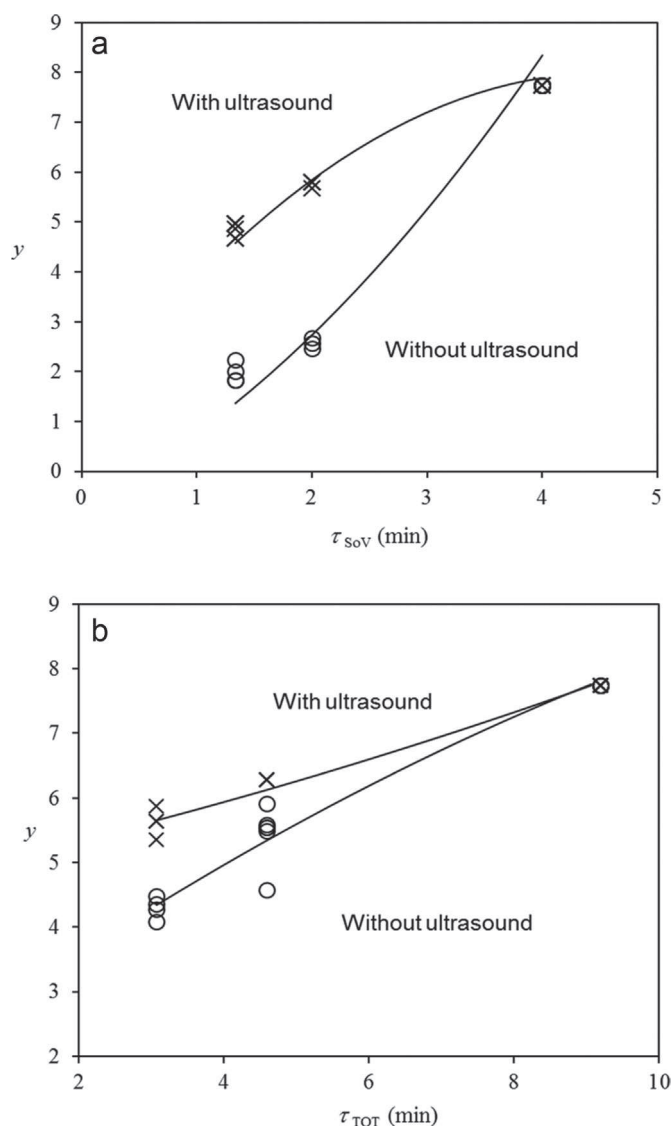 a
9
8
7
6
5
4
3
2
1
0
y
With ultrasound
Without ultrasound
0 1 2 3 4 5
τSoV (min)
b
9
8
7
6
5
4
3
2
y
With ultrasound
Without ultrasound
2 4 6 8 10
τTOT (min)